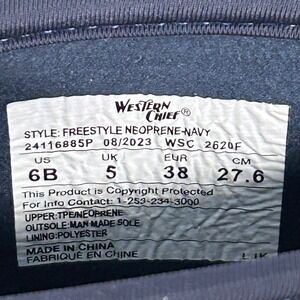 WESTERN
CHIEF
STYLE: FREESTYLE NEOPRENE-NAVY
24116885P 08/2023 WSC 2620F
US UK EUR CM
6B 5 38 27.6
This Product is Copyright Protected
For Info Contact: 1-253-234-3000
UPPER:TPE/NEOPRENE
OUTSOLE:MAN MADE SOLE
LINING:POLYESTER
MADE IN CHINA
FABRIQUÉ EN CHINE